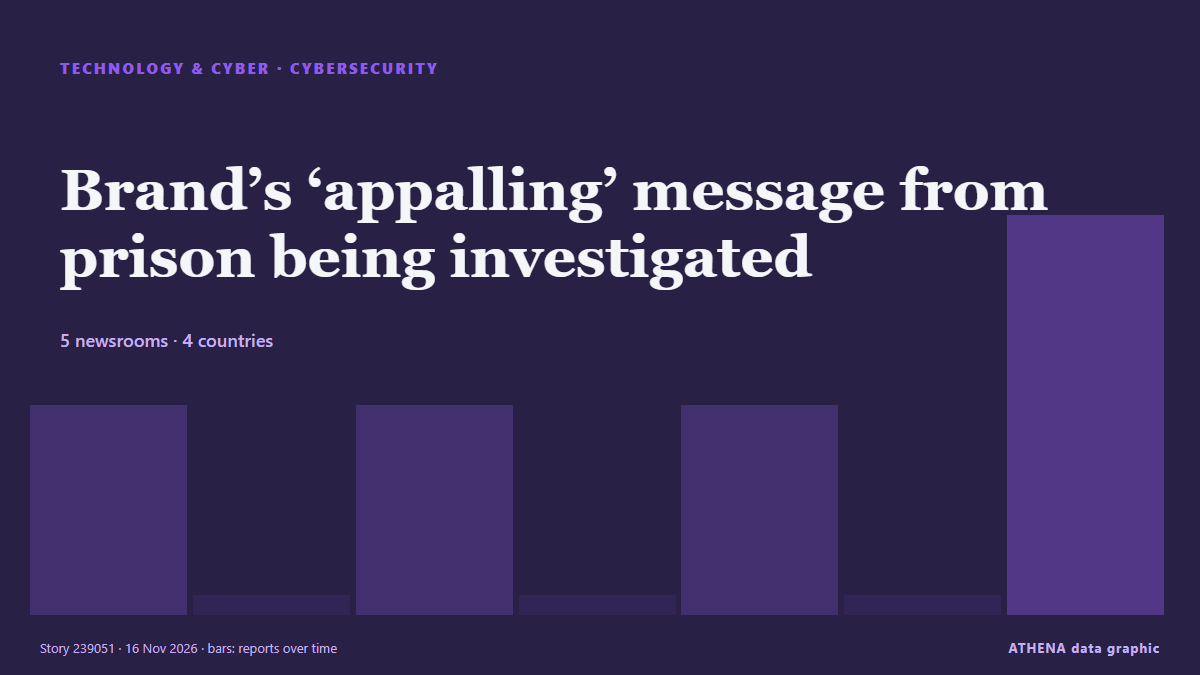 TECHNOLOGY & CYBER · CYBERSECURITY
Brand’s ‘appalling’ message from
prison being investigated
5 newsrooms · 4 countries
Story 239051 · 16 Nov 2026 · bars: reports over time
ATHENA data graphic